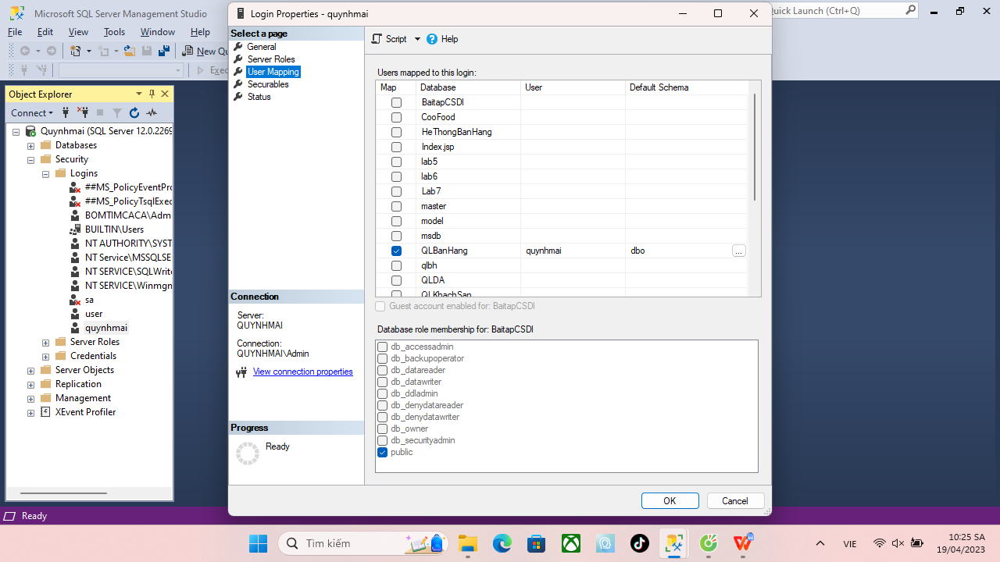 Microsoft SQL Server Management Studio
Quick Launch (Ctrl+Q)
File Edit View Tools Window Help
New Qu
Exec
Object Explorer
Connect
Quynhmai (SQL Server 12.0.2269
Databases
Security
Logins
##MS_PolicyEventPro
##MS_PolicyTsqlExec
BOMTIMCACA\Adm
BUILTIN\Users
NT AUTHORITY\SYST
NT Service\MSSQLSE
NT SERVICE\SQLWrite
NT SERVICE\Winmgn
sa
user
quynhmai
Server Roles
Credentials
Server Objects
Replication
Management
XEvent Profiler
Login Properties - quynhmai
Select a page
General
Server Roles
User Mapping
Securables
Status
Connection
Server:
QUYNHMAI
Connection:
QUYNHMAI\Admin
View connection properties
Progress
Ready
Script Help
Users mapped to this login:
Map Database User Default Schema
BaitapCSDl
CooFood
HeThongBanHang
Index.jsp
lab5
lab6
Lab7
master
model
msdb
QLBanHang quynhmai dbo ...
qlbh
QLDA
QLKhachSan
Guest account enabled for: BaitapCSDl
Database role membership for: BaitapCSDl
db_accessadmin
db_backupoperator
db_datareader
db_datawriter
db_ddladmin
db_denydatareader
db_denydatawriter
db_owner
db_securityadmin
public
OK Cancel
Ready
Tìm kiếm
VIE
10:25 SA
19/04/2023